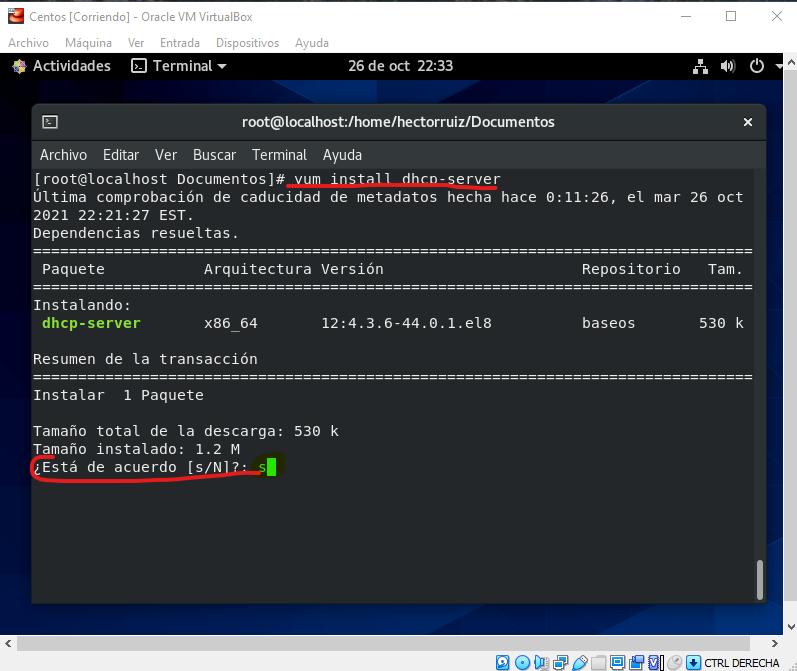 Centos [Corriendo] - Oracle VM VirtualBox
Archivo Máquina Ver Entrada Dispositivos Ayuda
Actividades Terminal 26 de oct 22:33
root@localhost:/home/hectorruiz/Documentos
Archivo Editar Ver Buscar Terminal Ayuda
[root@localhost Documentos]# yum install dhcp-server
Última comprobación de caducidad de metadatos hecha hace 0:11:26, el mar 26 oct
2021 22:21:27 EST.
Dependencias resueltas.
================================================================================
Paquete Arquitectura Versión Repositorio Tam.
================================================================================
Instalando:
dhcp-server x86_64 12:4.3.6-44.0.1.el8 baseos 530 k
Resumen de la transacción
================================================================================
Instalar 1 Paquete
Tamaño total de la descarga: 530 k
Tamaño instalado: 1.2 M
¿Está de acuerdo [s/N]?: s
CTRL DERECHA